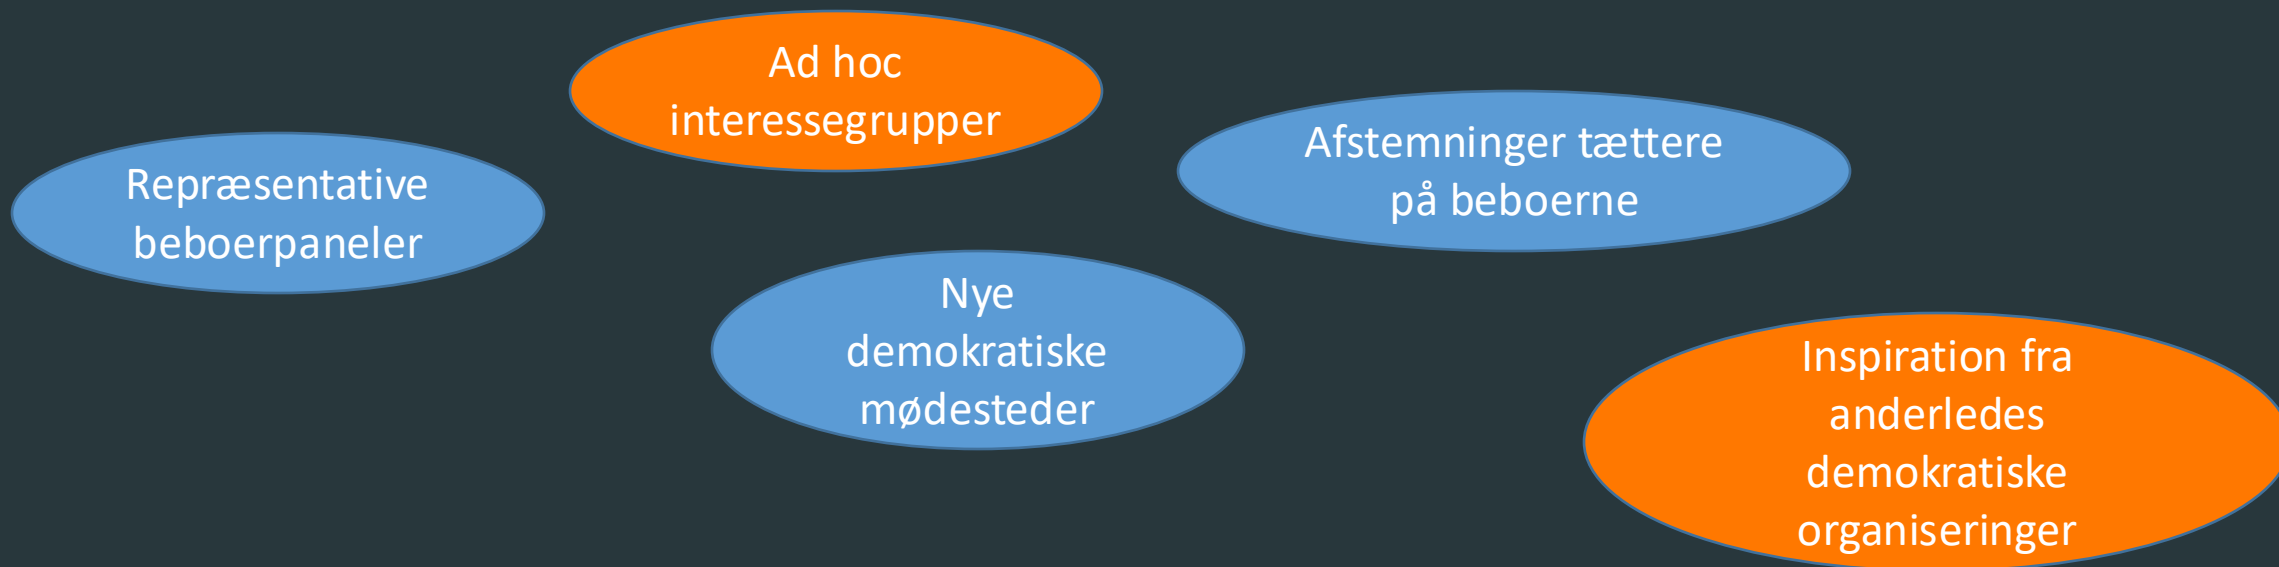 Ad hoc
interessegrupper
Repræsentative
beboerpaneler
Afstemninger tættere
på beboerne
Nye
demokratiske
mødesteder
Inspiration fra
anderledes
demokratiske
organiseringer